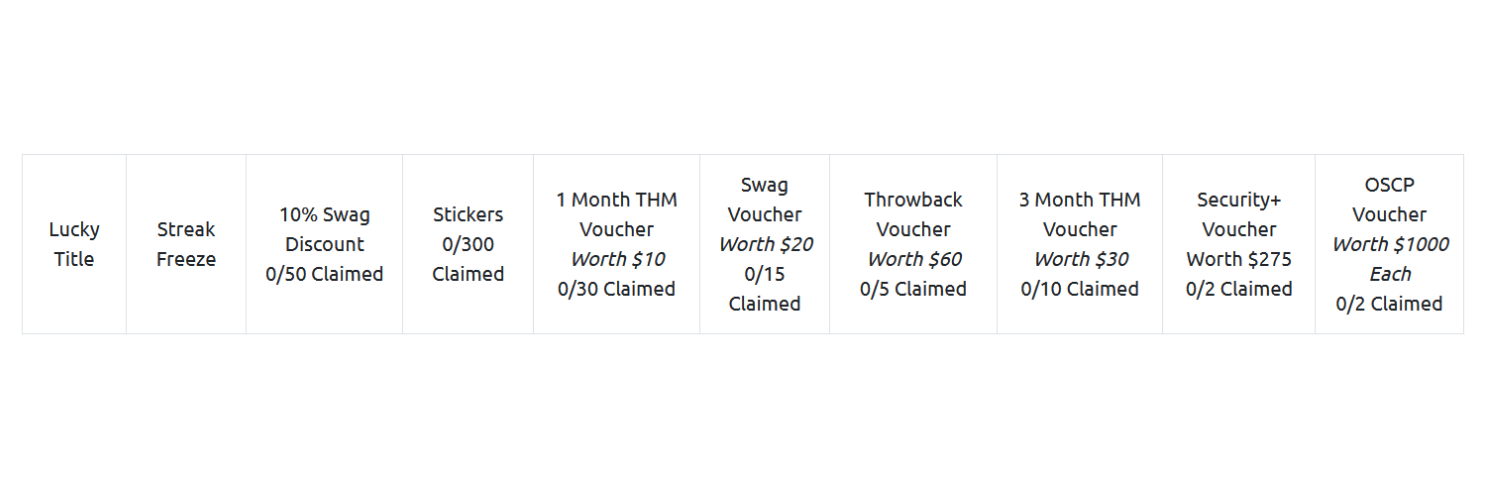 Lucky
Title
Streak
Freeze
10% Swag
Discount
0/50 Claimed
Stickers
0/300
Claimed
1 Month THM
Voucher
Worth $10
0/30 Claimed
Swag
Voucher
Worth $20
0/15
Claimed
Throwback
Voucher
Worth $60
0/5 Claimed
3 Month THM
Voucher
Worth $30
0/10 Claimed
Security+
Voucher
Worth $275
0/2 Claimed
OSCP
Voucher
Worth $1000
Each
0/2 Claimed